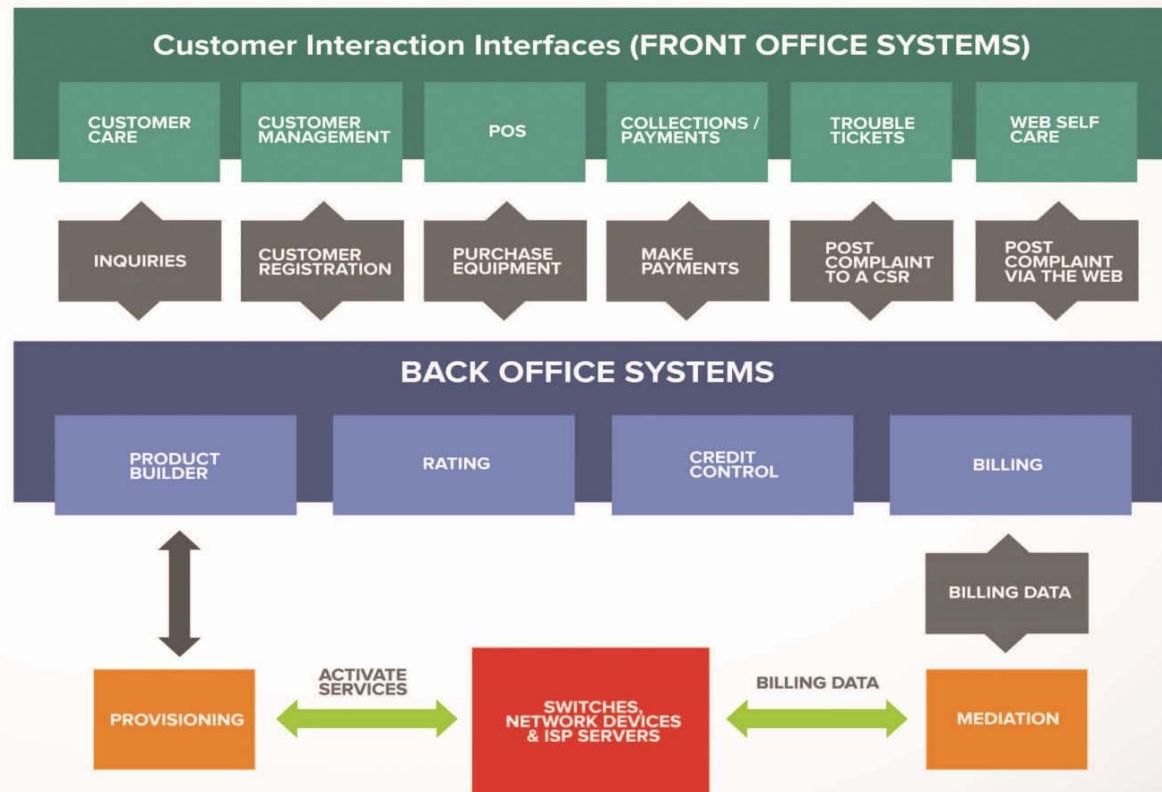 Customer Interaction Interfaces (FRONT OFFICE SYSTEMS)
CUSTOMER
CARE
CUSTOMER
MANAGEMENT
POS
COLLECTIONS /
PAYMENTS
TROUBLE
TICKETS
WEB SELF
CARE
INQUIRIES
CUSTOMER
REGISTRATION
PURCHASE
EQUIPMENT
MAKE
PAYMENTS
POST
COMPLAINT
TO A CSR
POST
COMPLAINT
VIA THE WEB
BACK OFFICE SYSTEMS
PRODUCT
BUILDER
RATING
CREDIT
CONTROL
BILLING
BILLING DATA
PROVISIONING
ACTIVATE
SERVICES
SWITCHES,
NETWORK DEVICES
& ISP SERVERS
BILLING DATA
MEDIATION